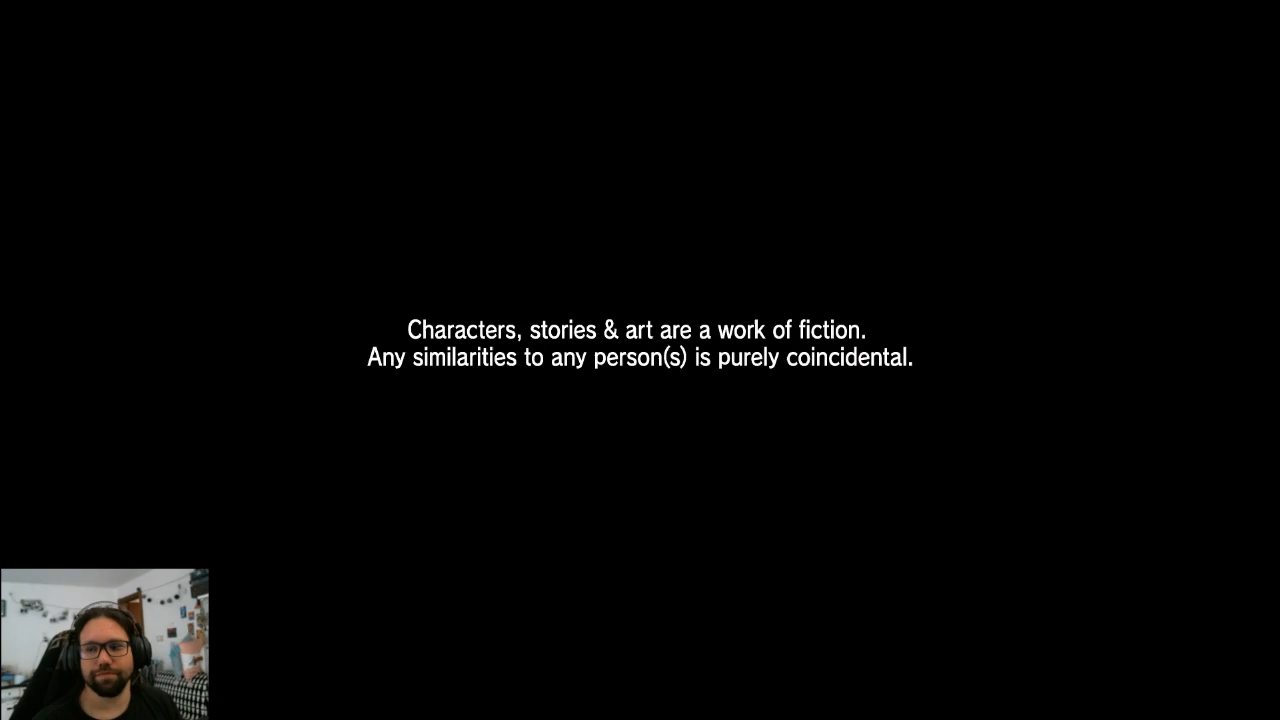 Characters, stories & art are a work of fiction.
Any similarities to any person(s) is purely coincidental.